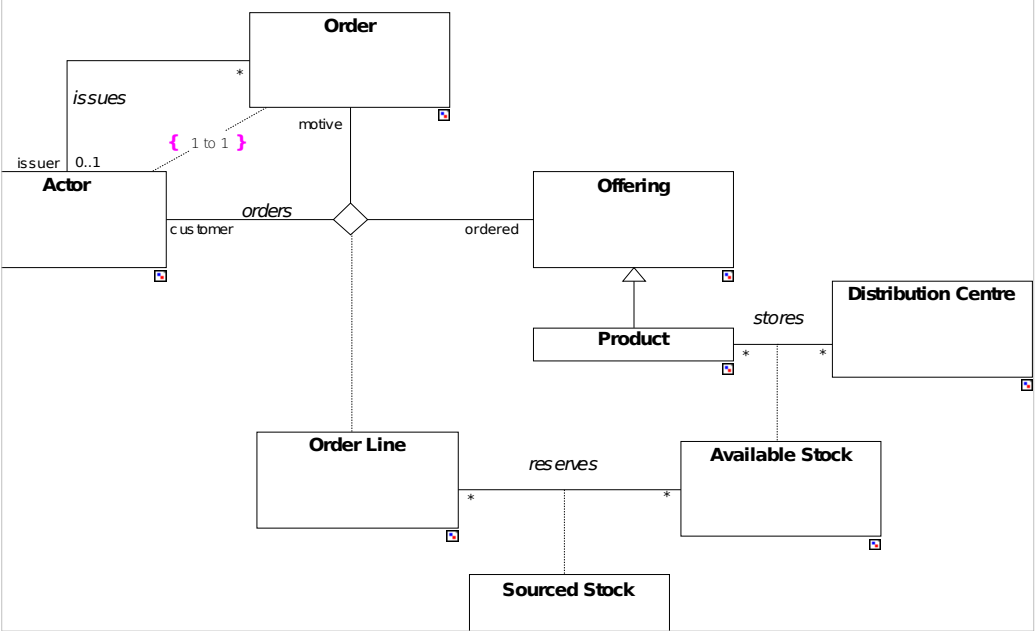 Order
*
issues
motive
{ 1 to 1 }
issuer 0..1
Actor
Offering
orders
customer
ordered
Distribution Centre
stores
Product
* *
Order Line
Available Stock
reserves
* *
Sourced Stock